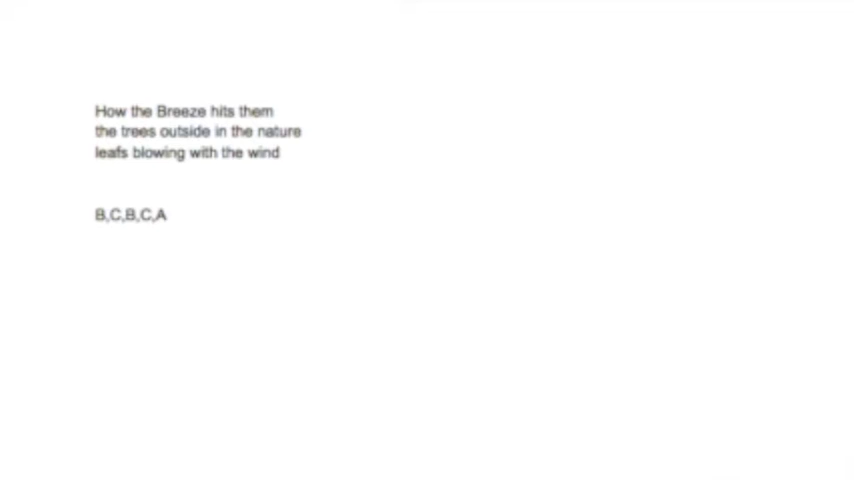 How the Breeze hits them
the trees outside in the nature
leafs blowing with the wind
B,C,B,C,A